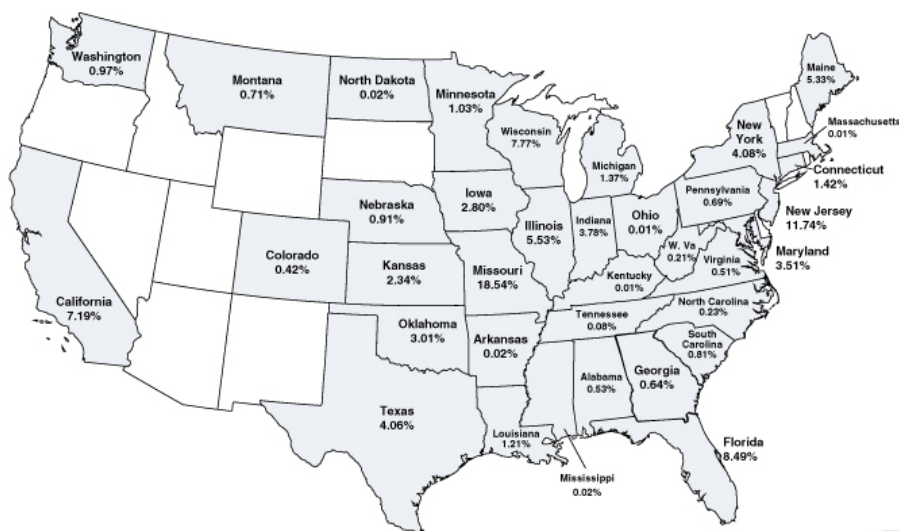 Washington
0.97%
Montana
0.71%
North Dakota
0.02%
Minnesota
1.03%
Wisconsin
7.77%
Michigan
1.37%
New
York
4.08%
Maine
5.33%
Massachusetts
0.01%
Connecticut
1.42%
Pennsylvania
0.69%
New Jersey
11.74%
Maryland
3.51%
Nebraska
0.91%
Iowa
2.80%
Illinois
5.53%
Indiana
3.78%
Ohio
0.01%
W. Va
0.21%
Virginia
0.51%
California
7.19%
Colorado
0.42%
Kansas
2.34%
Missouri
18.54%
Kentucky
0.01%
Tennessee
0.08%
North Carolina
0.23%
South
Carolina
0.81%
Oklahoma
3.01%
Arkansas
0.02%
Alabama
0.53%
Georgia
0.64%
Texas
4.06%
Louisiana
1.21%
Mississippi
0.02%
Florida
8.49%